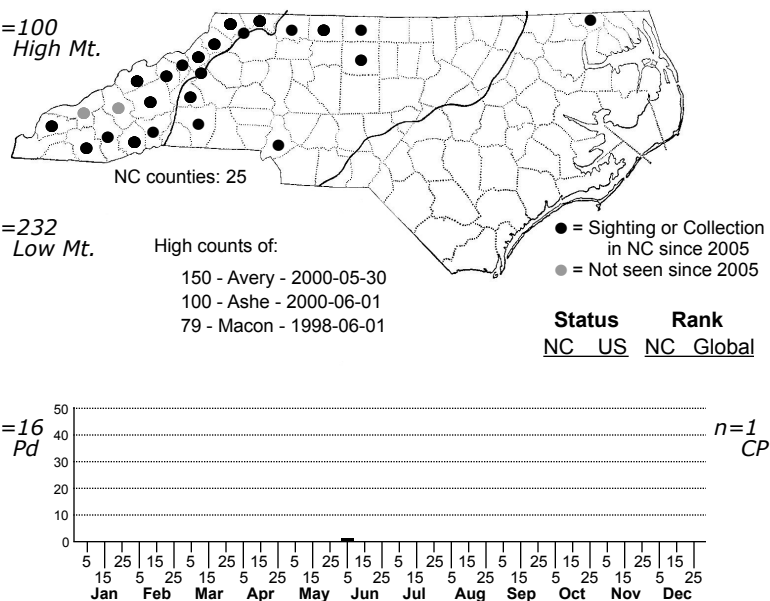 =100
High Mt.
NC counties: 25
=232
Low Mt.
High counts of:
150 - Avery - 2000-05-30
100 - Ashe - 2000-06-01
79 - Macon - 1998-06-01
● = Sighting or Collection
in NC since 2005
● = Not seen since 2005
Status Rank
NC US NC Global
=16
Pd
n=1
CP
50
40
30
20
10
0
5 25 15 5 25 15 5 25 15 5 25 15 5 25 15 5 25 15
15 5 25 15 5 25 15 5 25 15 5 25 15 5 25 15 5 25
Jan Feb Mar Apr May Jun Jul Aug Sep Oct Nov Dec